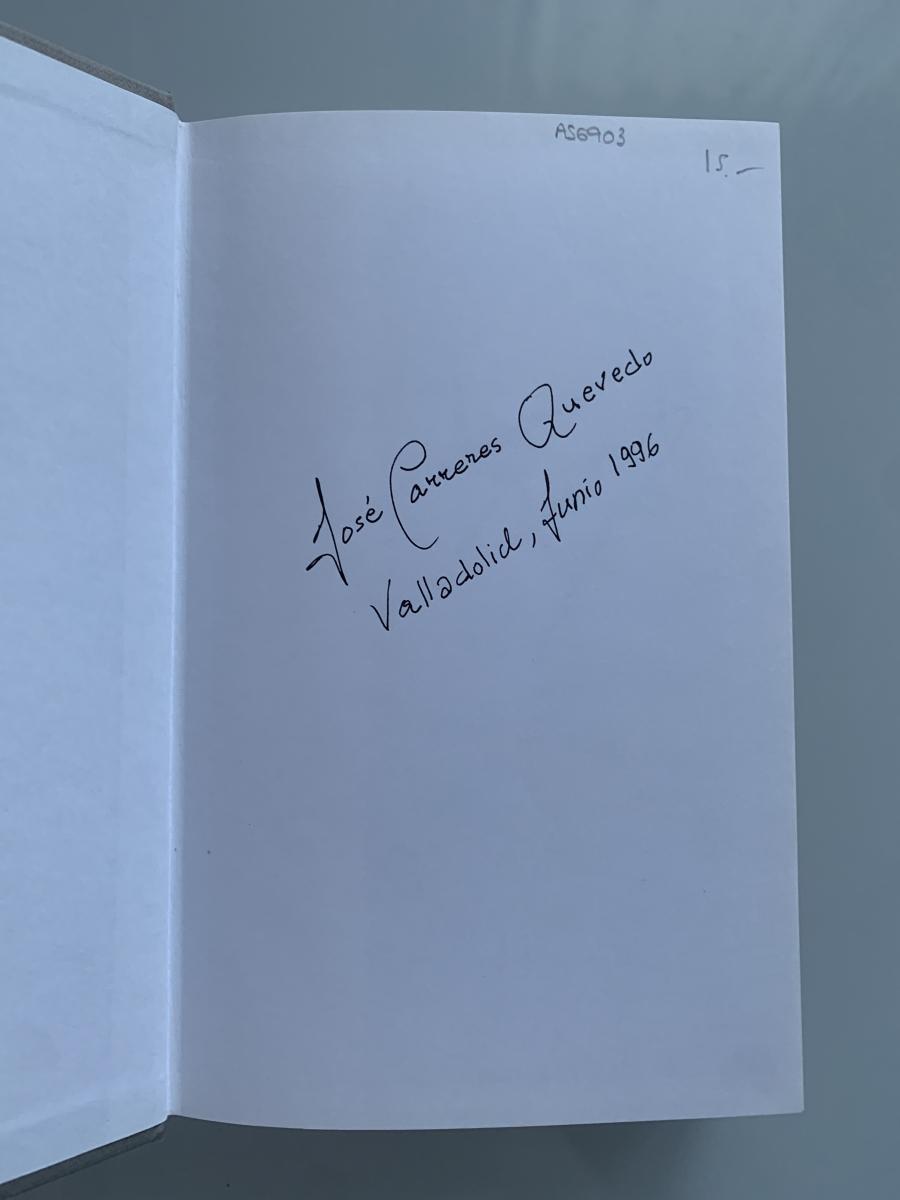 AS6903
15.—
José Carreres Quevedo
Valladolid, Junio 1996